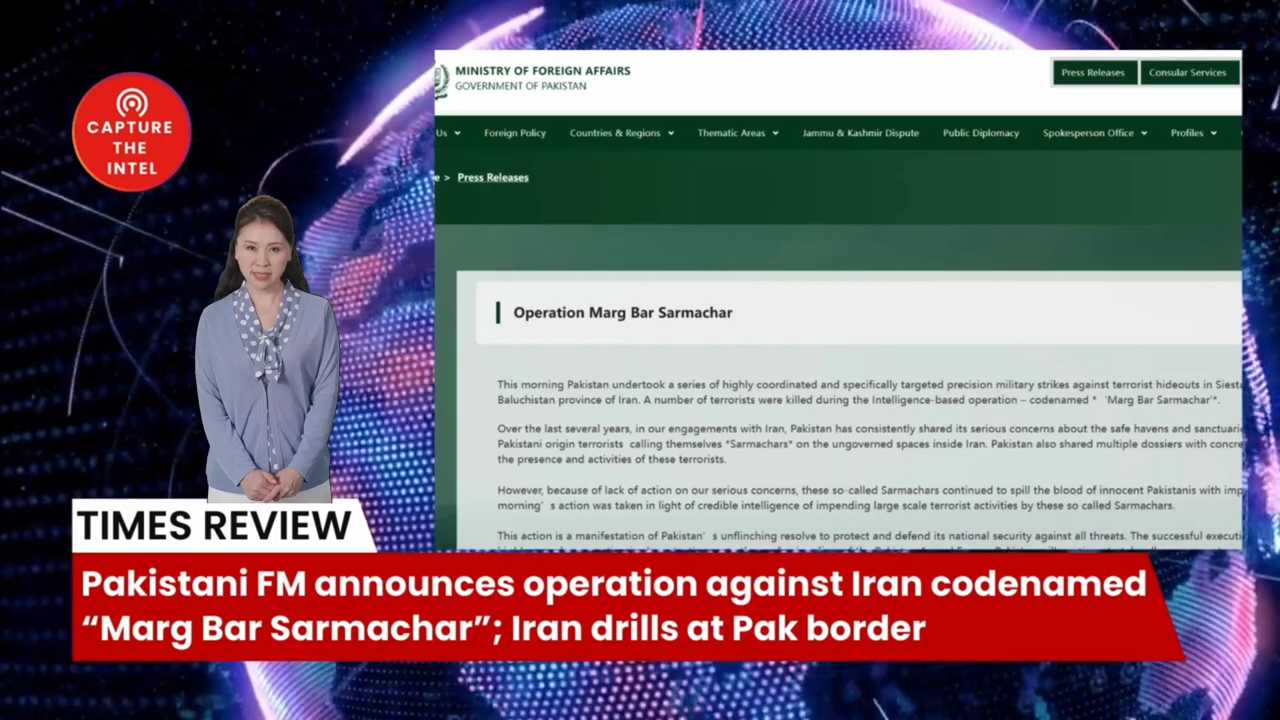 CAPTURE
THE
INTEL
MINISTRY OF FOREIGN AFFAIRS
GOVERNMENT OF PAKISTAN
Press Releases
Consular Services
Us
Foreign Policy
Countries & Regions
Thematic Areas
Jammu & Kashmir Dispute
Public Diplomacy
Spokesperson Office
Profiles
e > Press Releases
Operation Marg Bar Sarmachar
This morning Pakistan undertook a series of highly coordinated and specifically targeted precision military strikes against terrorist hideouts in Siesta
Baluchistan province of Iran. A number of terrorists were killed during the Intelligence-based operation – codenamed * 'Marg Bar Sarmachar'*.
Over the last several years, in our engagements with Iran, Pakistan has consistently shared its serious concerns about the safe havens and sanctuari
Pakistani origin terrorists calling themselves *Sarmachars* on the ungoverned spaces inside Iran. Pakistan also shared multiple dossiers with concre
the presence and activities of these terrorists.
However, because of lack of action on our serious concerns, these so-called Sarmachars continued to spill the blood of innocent Pakistanis with imp
morning' s action was taken in light of credible intelligence of impending large scale terrorist activities by these so called Sarmachars.
This action is a manifestation of Pakistan' s unflinching resolve to protect and defend its national security against all threats. The successful executi
TIMES REVIEW
Pakistani FM announces operation against Iran codenamed
“Marg Bar Sarmachar”; Iran drills at Pak border